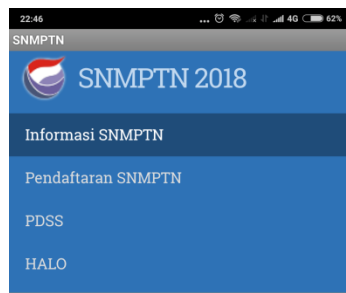 22:46 ... 4G 62%
SNMPTN
SNMPTN 2018
Informasi SNMPTN
Pendaftaran SNMPTN
PDSS
HALO